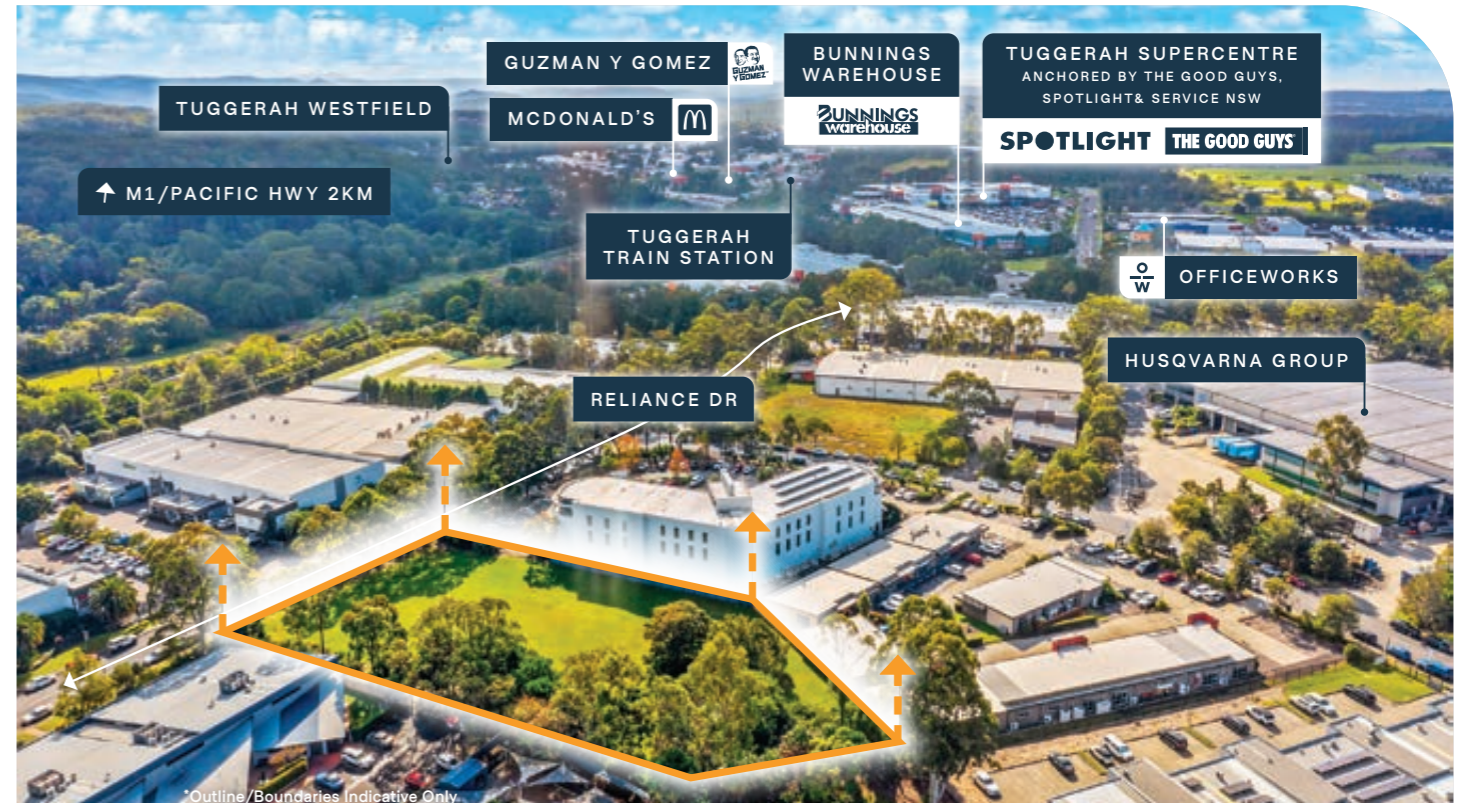 GUZMAN Y GOMEZ
GUZMAN
Y GOMEZ
BUNNINGS
WAREHOUSE
BUNNINGS
warehouse
TUGGERAH SUPERCENTRE
ANCHORED BY THE GOOD GUYS,
SPOTLIGHT& SERVICE NSW
SPOTLIGHT THE GOOD GUYS
TUGGERAH WESTFIELD
MCDONALD'S
M1/PACIFIC HWY 2KM
TUGGERAH
TRAIN STATION
O
W
OFFICEWORKS
HUSQVARNA GROUP
RELIANCE DR
*Outline/Boundaries Indicative Only